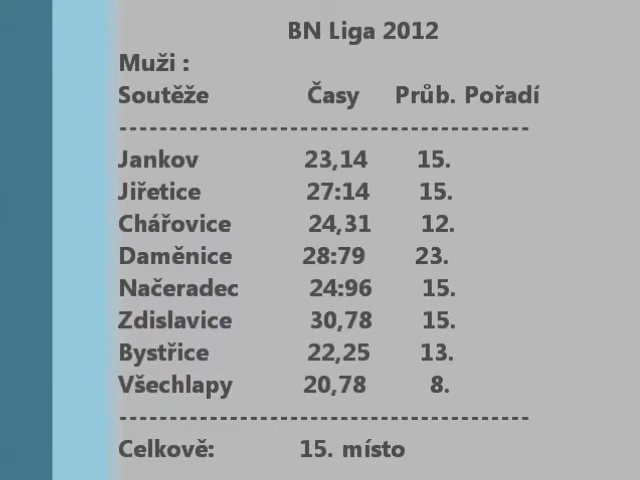 BN Liga 2012
Muži :
Soutěže Časy Průb. Pořadí
-----------------------------------------
Jankov 23,14 15.
Jiřetice 27:14 15.
Chářovice 24,31 12.
Daměnice 28:79 23.
Načeradec 24:96 15.
Zdislavice 30,78 15.
Bystřice 22,25 13.
Všechlapy 20,78 8.
-----------------------------------------
Celkově: 15. místo